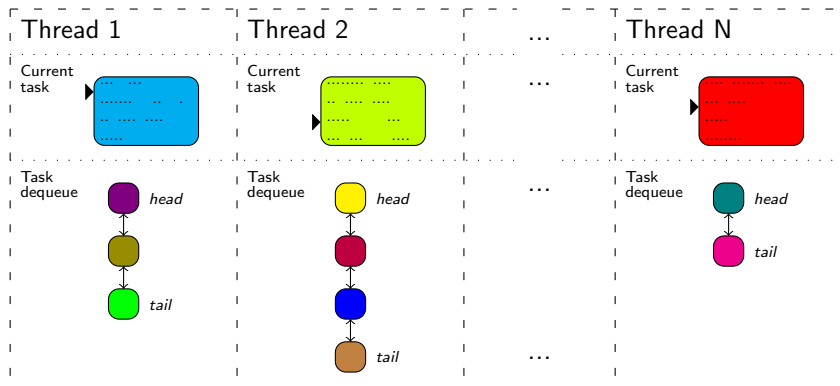 Thread 1 Thread 2 ... Thread N
Current task Current task ... Current task
Task dequeue Task dequeue ... Task dequeue
head head head
tail
tail
tail ...